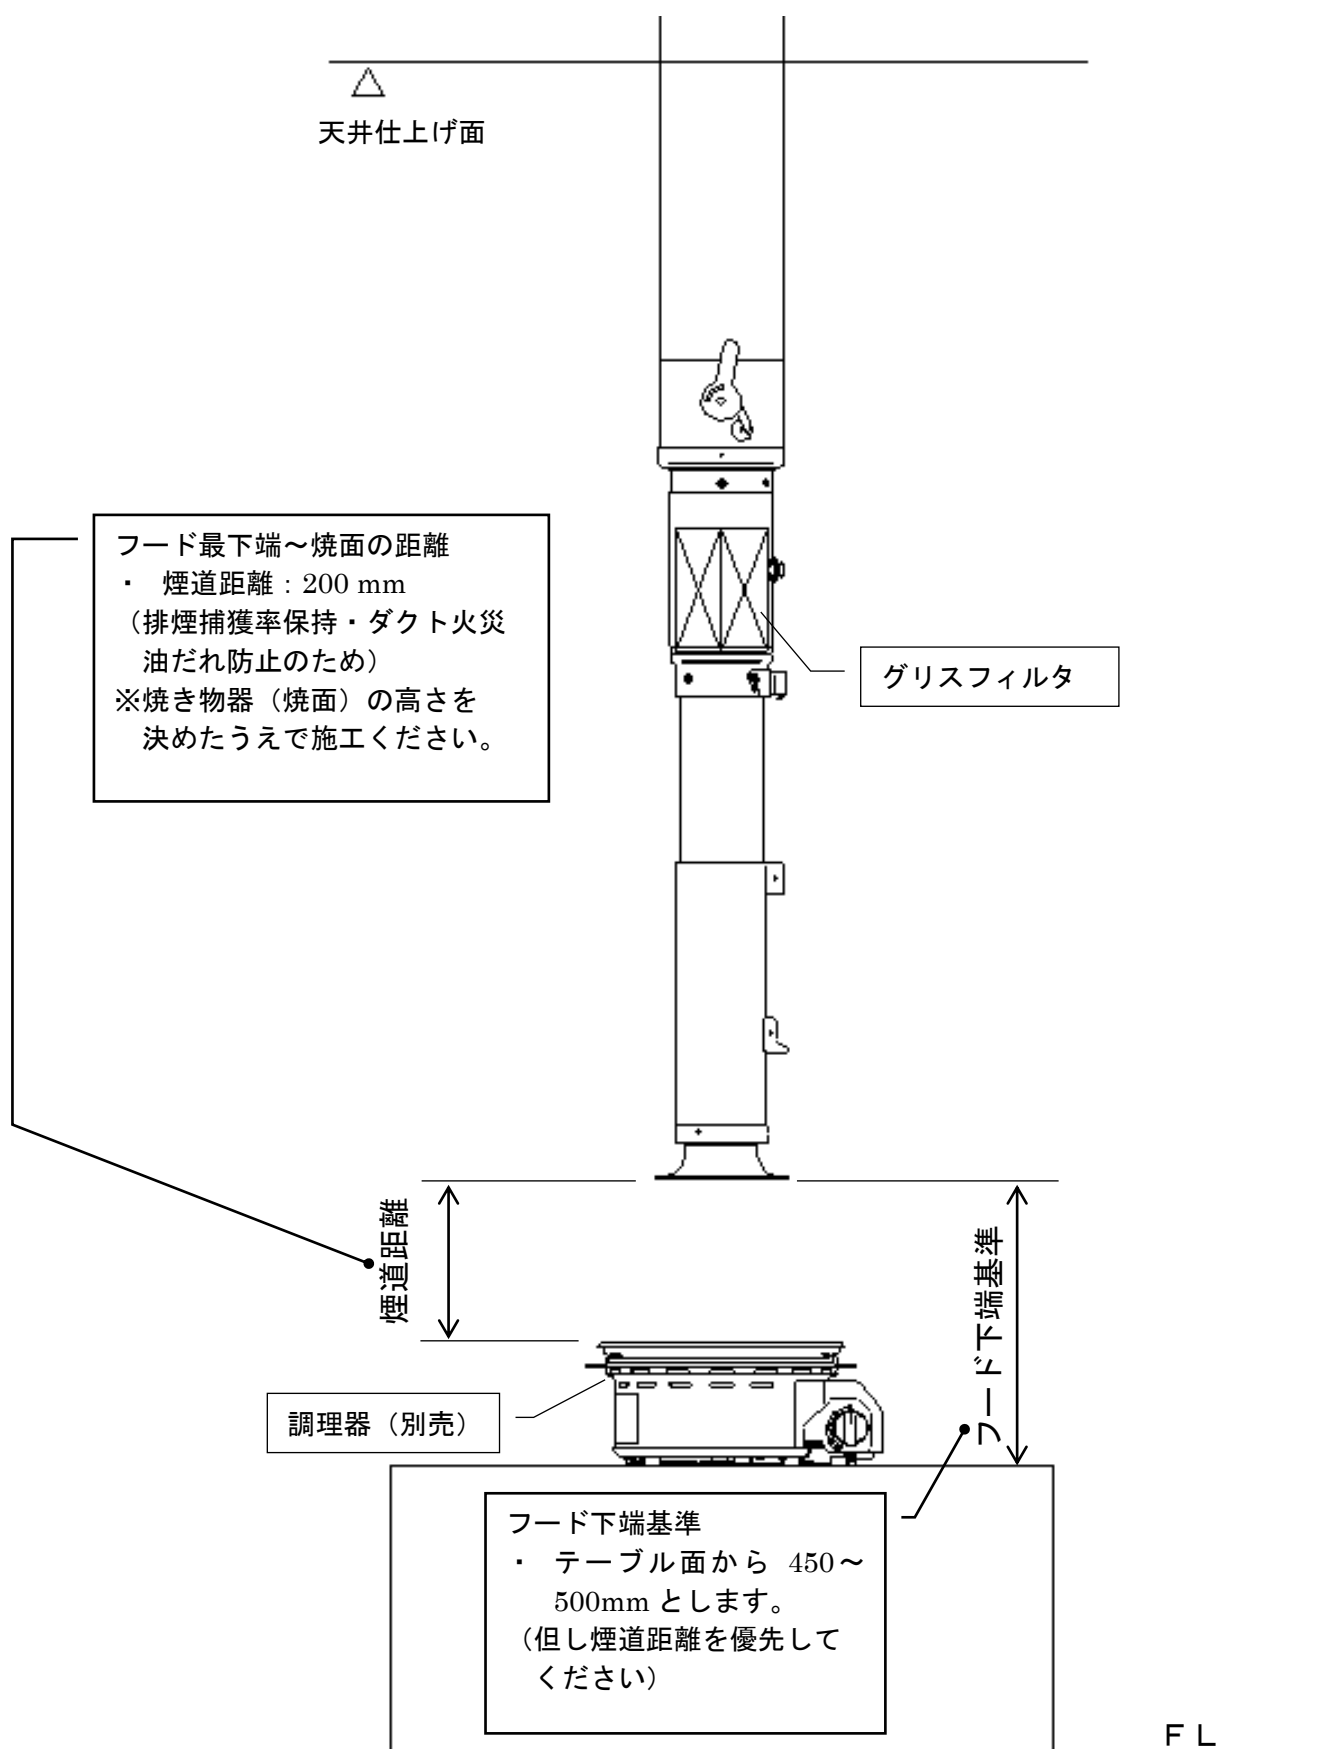 天井仕上げ面
フード最下端～焼面の距離
・ 煙道距離：200 mm
（排煙捕獲率保持・ダクト火災
油だれ防止のため）
※焼き物器（焼面）の高さを
決めたうえで施工ください。
グリスフィルタ
煙道距離
フード下端基準
調理器（別売）
フード下端基準
・ テーブル面から 450～
500mm とします。
（但し煙道距離を優先して
ください）
ＦＬ